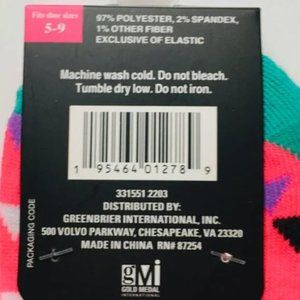 Fits shoe sizes
5-9
97% POLYESTER, 2% SPANDEX,
1% OTHER FIBER
EXCLUSIVE OF ELASTIC
Machine wash cold. Do not bleach.
Tumble dry low. Do not iron.
1 95464 01278 9
331551 2203
DISTRIBUTED BY:
GREENBRIER INTERNATIONAL, INC.
500 VOLVO PARKWAY, CHESAPEAKE, VA 23320
MADE IN CHINA RN# 87254
PACKAGING CODE
gMi
GOLD MEDAL
INTERNATIONAL